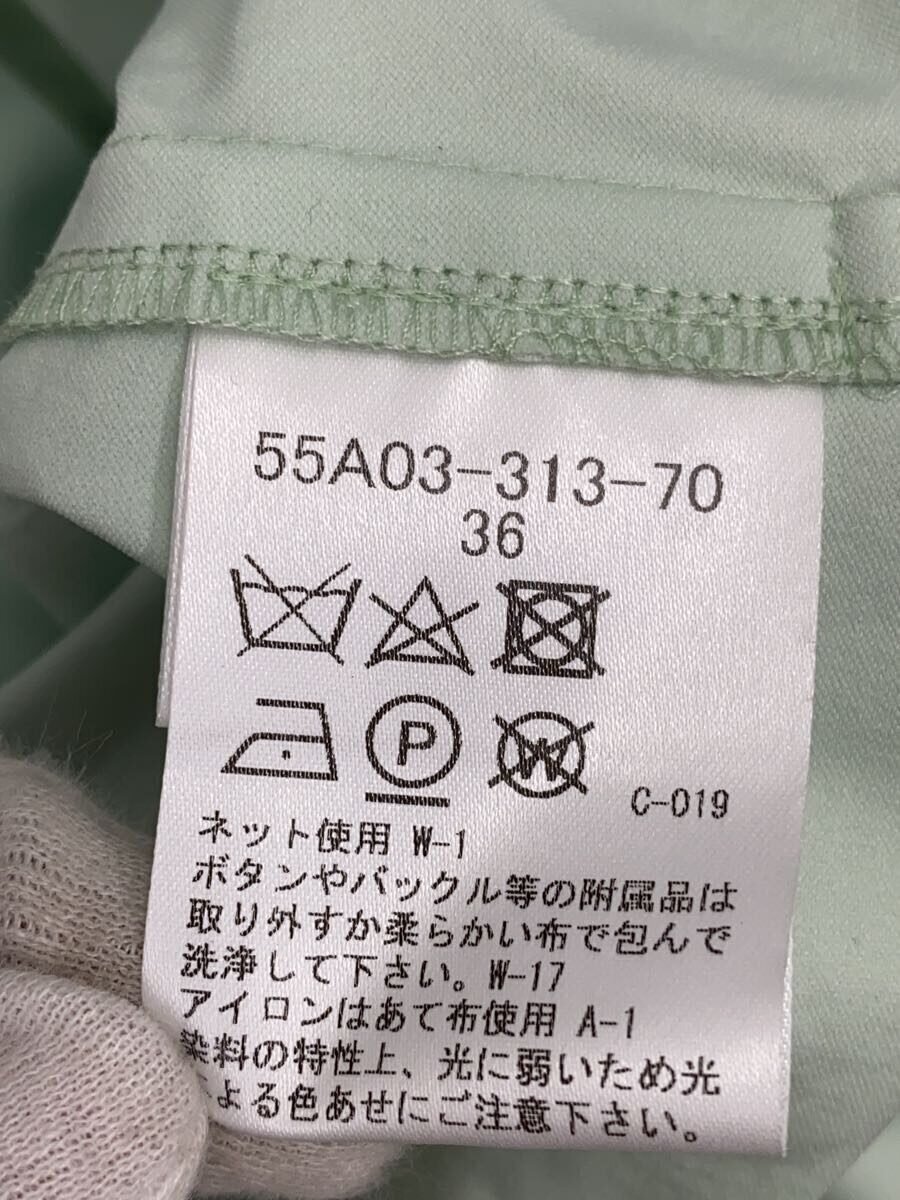 55A03-313-70
36
P
W
C-019
ネット使用 W-1
ボタンやバックル等の附属品は
取り外すか柔らかい布で包んで
洗浄して下さい。W-17
アイロンはあて布使用 A-1
染料の特性上、光に弱いため光
よる色あせにご注意下さい。